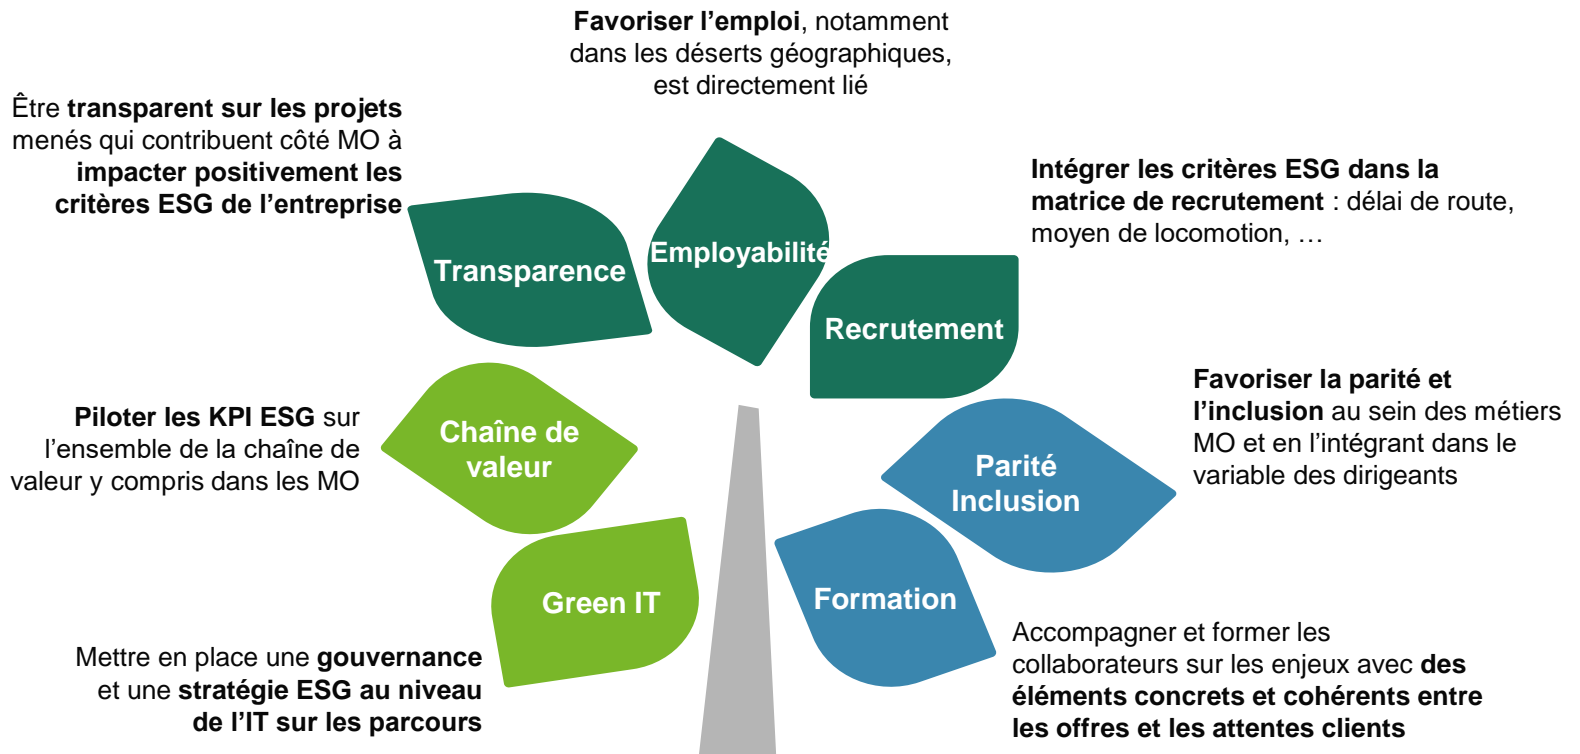 Favoriser l’emploi, notamment
dans les déserts géographiques,
est directement lié
Être transparent sur les projets
menés qui contribuent côté MO à
impacter positivement les
critères ESG de l’entreprise
Transparence
Employabilité
Intégrer les critères ESG dans la
matrice de recrutement : délai de route,
moyen de locomotion, …
Recrutement
Piloter les KPI ESG sur
l’ensemble de la chaîne de
valeur y compris dans les MO
Chaîne de
valeur
Favoriser la parité et
l’inclusion au sein des métiers
MO et en l’intégrant dans le
variable des dirigeants
Parité
Inclusion
Green IT
Mettre en place une gouvernance
et une stratégie ESG au niveau
de l’IT sur les parcours
Formation
Accompagner et former les
collaborateurs sur les enjeux avec des
éléments concrets et cohérents entre
les offres et les attentes clients